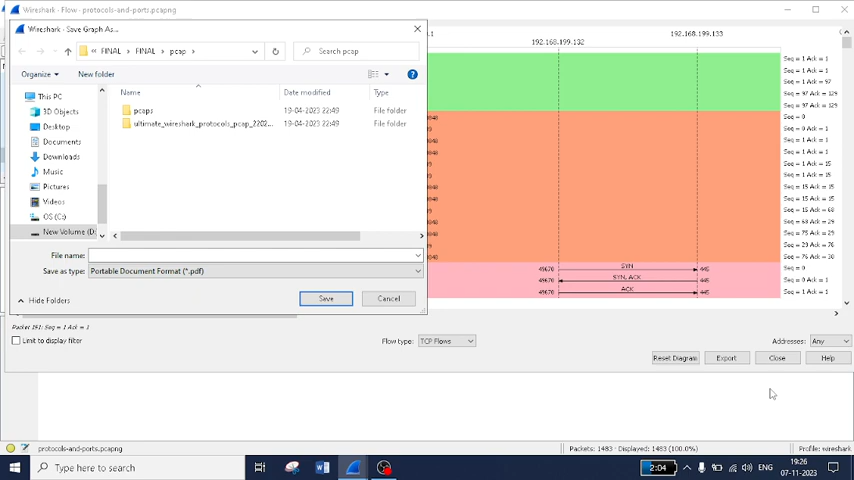 Wireshark - Flow - protocols-and-ports.pcapng
Wireshark - Save Graph As...
« FINAL › FINAL › pcap ›
Search pcap
Organize
New folder
This PC
3D Objects
Desktop
Documents
Downloads
Music
Pictures
Videos
OS (C:)
New Volume (D:
Name
Date modified
Type
pcaps
19-04-2023 22:49
File folder
ultimate_wireshark_protocols_pcap_2202...
19-04-2023 22:49
File folder
File name:
Save as type:
Portable Document Format (*.pdf)
Hide Folders
Save
Cancel
192.168.199.132
192.168.199.133
Seq = 1 Ack = 1
Seq = 1 Ack = 1
Seq = 1 Ack = 97
Seq = 97 Ack = 129
Seq = 97 Ack = 129
Seq = 0
Seq = 0 Ack = 1
Seq = 1 Ack = 1
Seq = 1 Ack = 1
Seq = 1 Ack = 15
Seq = 1 Ack = 15
Seq = 15 Ack = 15
Seq = 15 Ack = 68
Seq = 68 Ack = 29
Seq = 75 Ack = 29
Seq = 29 Ack = 76
Seq = 76 Ack = 30
49670 SYN 445 Seq = 0
49670 SYN, ACK 445 Seq = 0 Ack = 1
49670 ACK 445 Seq = 1 Ack = 1
Packet 191: Seq = 1 Ack = 1
Limit to display filter
Flow type:
TCP Flows
Addresses:
Any
Reset Diagram
Export
Close
Help
protocols-and-ports.pcapng
Packets: 1483 · Displayed: 1483 (100.0%)
Profile: wireshark
Type here to search
2:04
ENG
19:26
07-11-2023